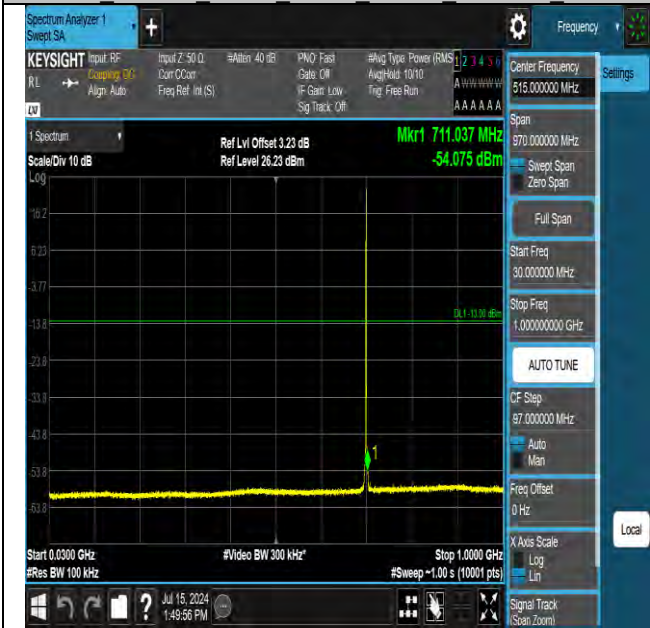 Spectrum Analyzer 1
Swept SA
Frequency
KEYSIGHT Input: RF
Coupling: DC
Align: Auto
Input Z: 50 Ω
Corr CCorr
Freq Ref: Int (S)
#Atten: 40 dB
PNO: Fast
Gate: Off
IF Gain: Low
Sig Track: Off
#Avg Type: Power (RMS
Avg|Hold: 10/10
Trig: Free Run
1 2 3 4 5 6
A W W W W W
A A A A A A
RL
Center Frequency
515.000000 MHz
Settings
1 Spectrum
Scale/Div 10 dB
Log
Ref Lvl Offset 3.23 dB
Ref Level 26.23 dBm
Mkr1 711.037 MHz
-54.075 dBm
Span
970.000000 MHz
Swept Span
Zero Span
Full Span
Start Freq
30.000000 MHz
Stop Freq
1.000000000 GHz
AUTO TUNE
CF Step
97.000000 MHz
Auto
Man
Freq Offset
0 Hz
X Axis Scale
Log
Lin
Signal Track
(Span Zoom)
Local
16.2
6.23
-3.77
-13.8
-23.8
-33.8
-43.8
-53.8
-63.8
DL1 -13.00 dBm
1
Start 0.0300 GHz
#Res BW 100 kHz
#Video BW 300 kHz*
Stop 1.0000 GHz
#Sweep ~1.00 s (10001 pts)
?
Jul 15, 2024
1:49:56 PM